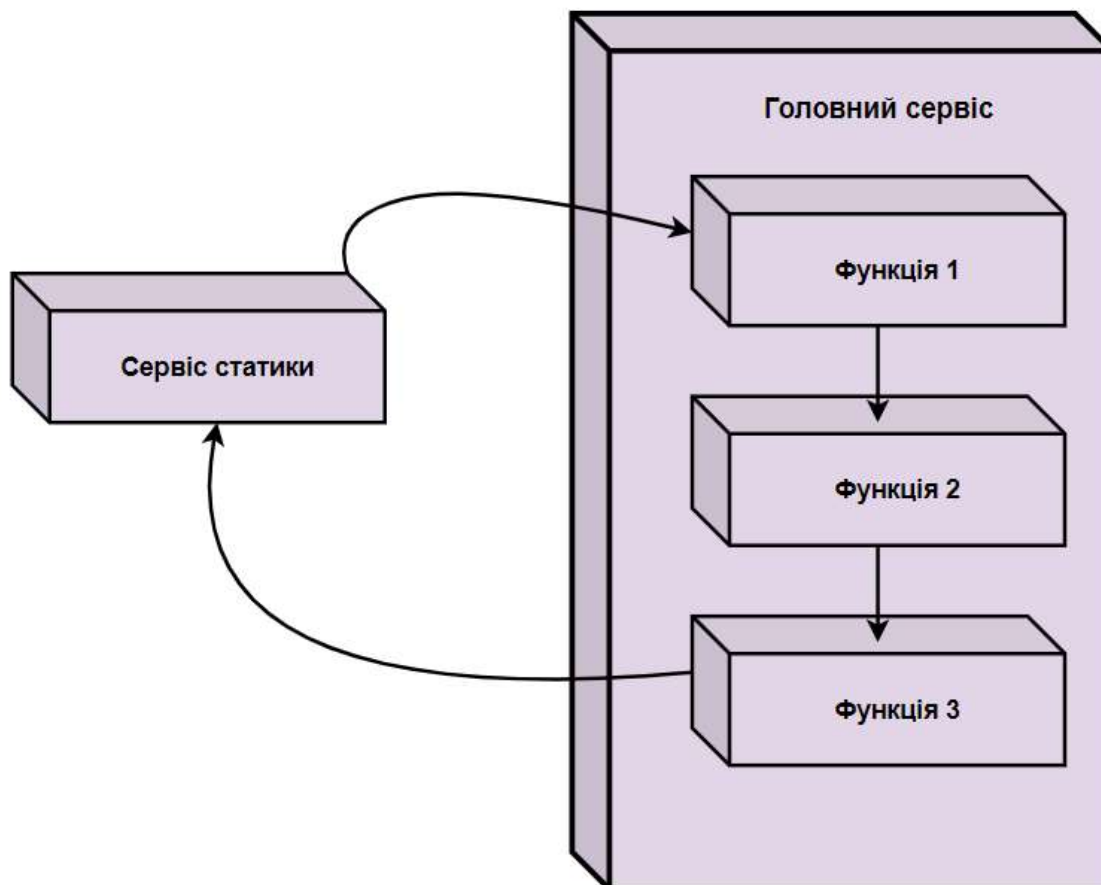 Головний сервіс
Функція 1
Сервіс статики
Функція 2
Функція 3